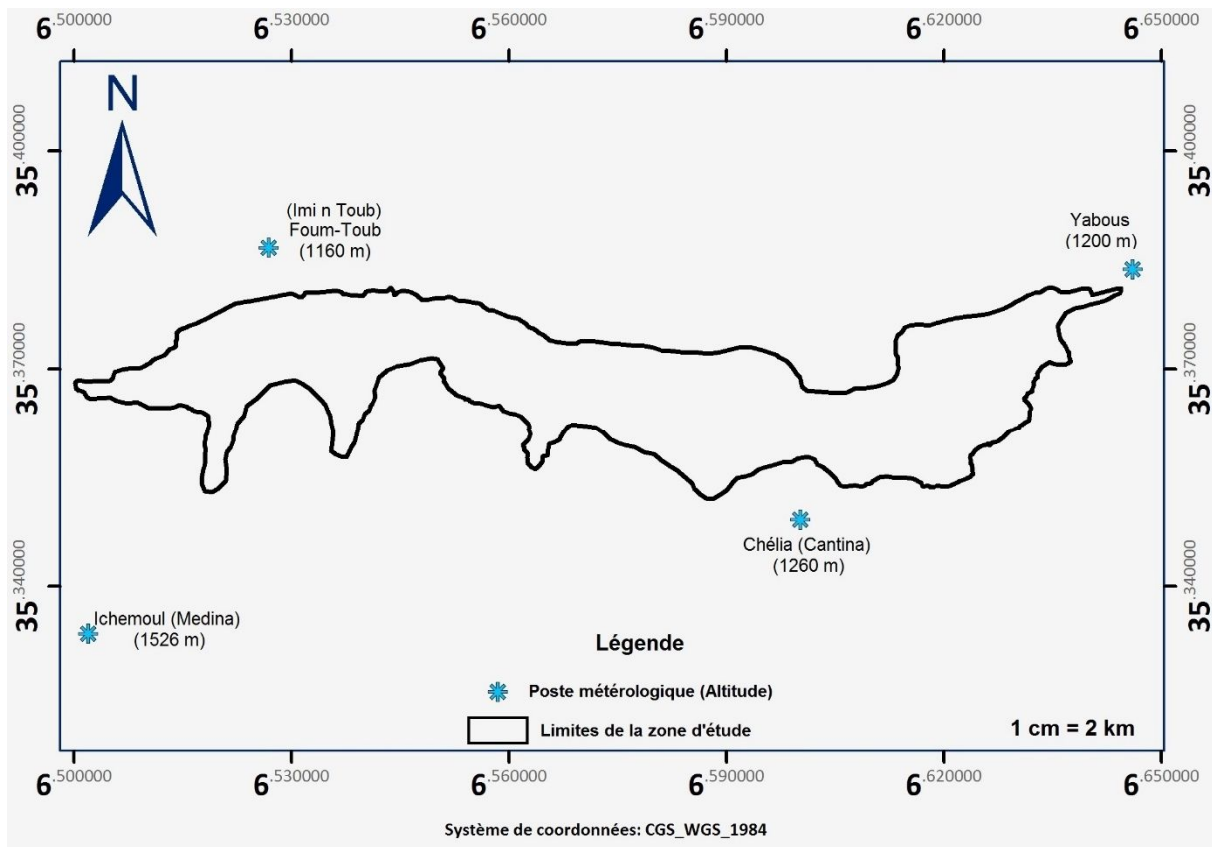 6.500000 6.530000 6.560000 6.590000 6.620000 6.650000
N
35.400000
35.400000
(Imi n Toub)
Foum-Toub
(1160 m)
Yabous
(1200 m)
35.370000
35.370000
Chélia (Cantina)
(1260 m)
35.340000
35.340000
Ichemoul (Medina)
(1526 m)
Légende
Poste métérologique (Altitude)
Limites de la zone d'étude
1 cm = 2 km
6.500000 6.530000 6.560000 6.590000 6.620000 6.650000
Système de coordonnées: CGS_WGS_1984